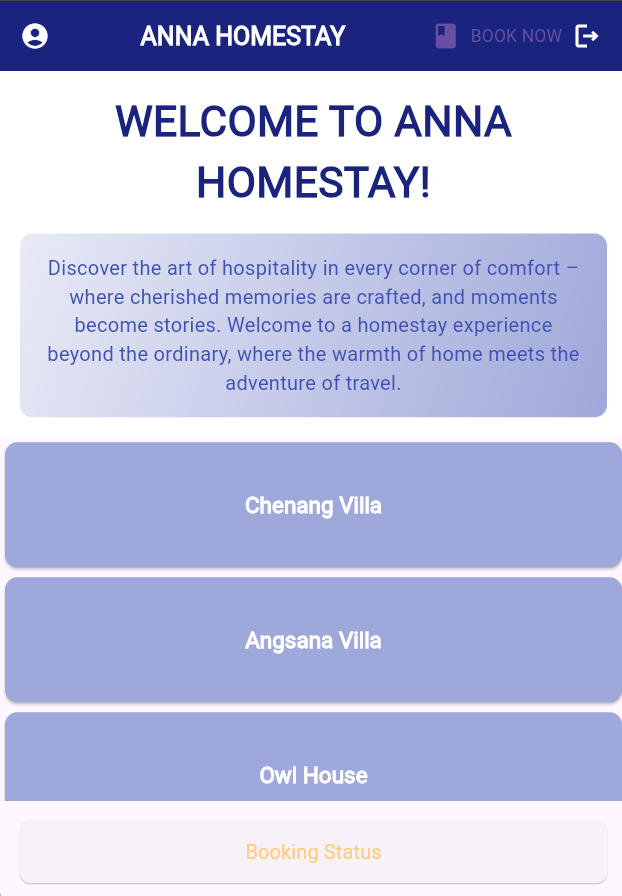 ANNA HOMESTAY
BOOK NOW
WELCOME TO ANNA
HOMESTAY!
Discover the art of hospitality in every corner of comfort –
where cherished memories are crafted, and moments
become stories. Welcome to a homestay experience
beyond the ordinary, where the warmth of home meets the
adventure of travel.
Chenang Villa
Angsana Villa
Owl House
Booking Status